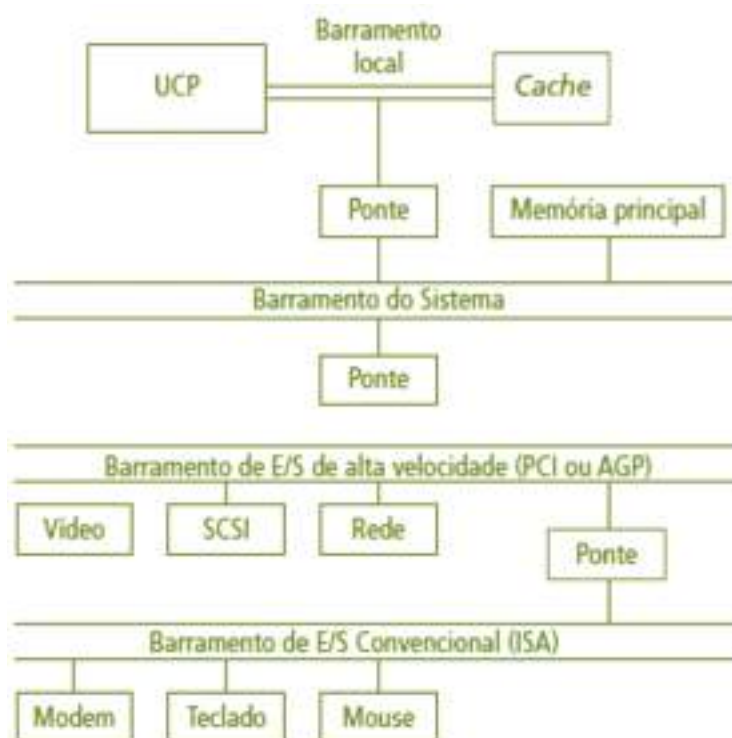 Barramento
local
UCP
Cache
Ponte
Memória principal
Barramento do Sistema
Ponte
Barramento de E/S de alta velocidade (PCI ou AGP)
Vídeo
SCSI
Rede
Ponte
Barramento de E/S Convencional (ISA)
Modem
Teclado
Mouse